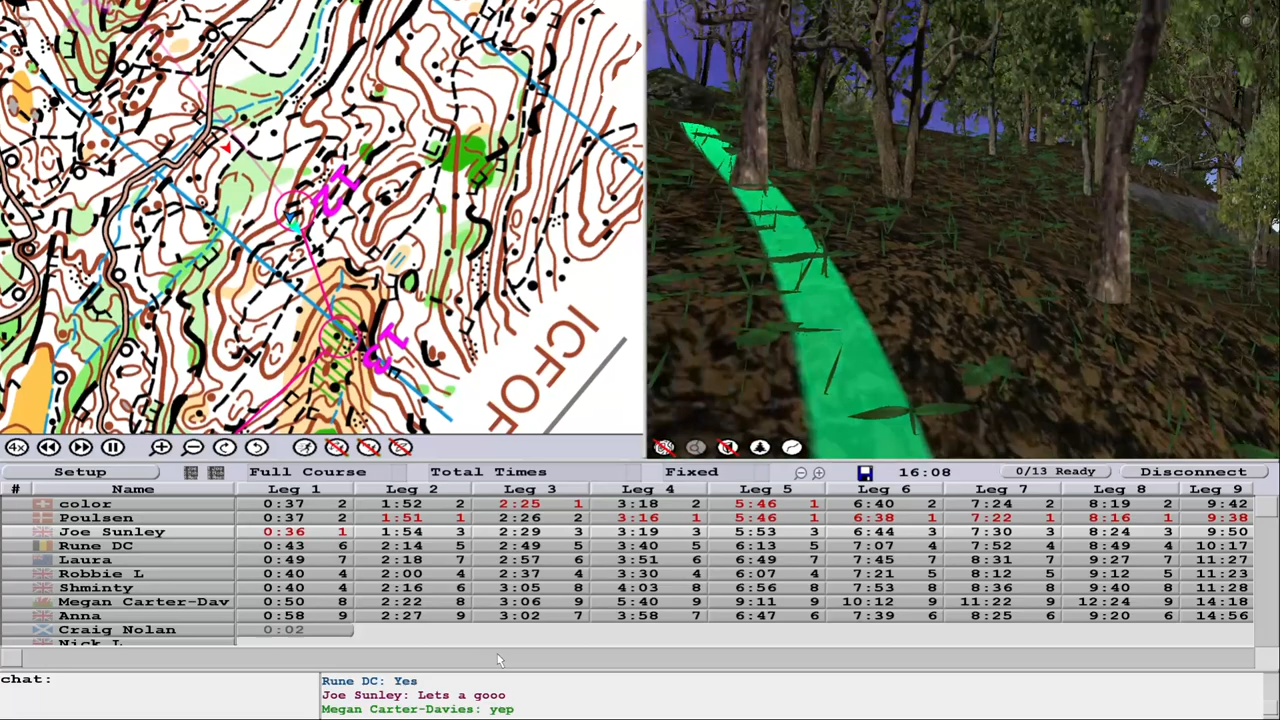 12
13
ICFOF
4x
Setup Full Course Total Times Fixed 16:08 0/13 Ready Disconnect
# Name Leg 1 Leg 2 Leg 3 Leg 4 Leg 5 Leg 6 Leg 7 Leg 8 Leg 9
color 0:37 2 1:52 2 2:25 1 3:18 2 5:46 1 6:40 2 7:24 2 8:19 2 9:42
Poulsen 0:37 2 1:51 1 2:26 2 3:16 1 5:46 1 6:38 1 7:22 1 8:16 1 9:38
Joe Sunley 0:36 1 1:54 3 2:29 3 3:19 3 5:53 3 6:44 3 7:30 3 8:24 3 9:50
Rune DC 0:43 6 2:14 5 2:49 5 3:40 5 6:13 5 7:07 4 7:52 4 8:49 4 10:17
Laura 0:49 7 2:18 7 2:57 6 3:51 6 6:49 7 7:45 7 8:31 7 9:27 7 11:27
Robbie L 0:40 4 2:00 4 2:37 4 3:30 4 6:07 4 7:21 5 8:12 5 9:12 5 11:23
Shminty 0:40 4 2:16 6 3:05 8 4:03 8 6:56 8 7:53 8 8:36 8 9:40 8 11:28
Megan Carter-Dav 0:50 8 2:22 8 3:06 9 5:40 9 9:11 9 10:12 9 11:22 9 12:24 9 14:18
Anna 0:58 9 2:27 9 3:02 7 3:58 7 6:47 6 7:39 6 8:25 6 9:20 6 14:56
Craig Nolan 0:02
Nick L
chat: Rune DC: Yes
Joe Sunley: Lets a gooo
Megan Carter-Davies: yep